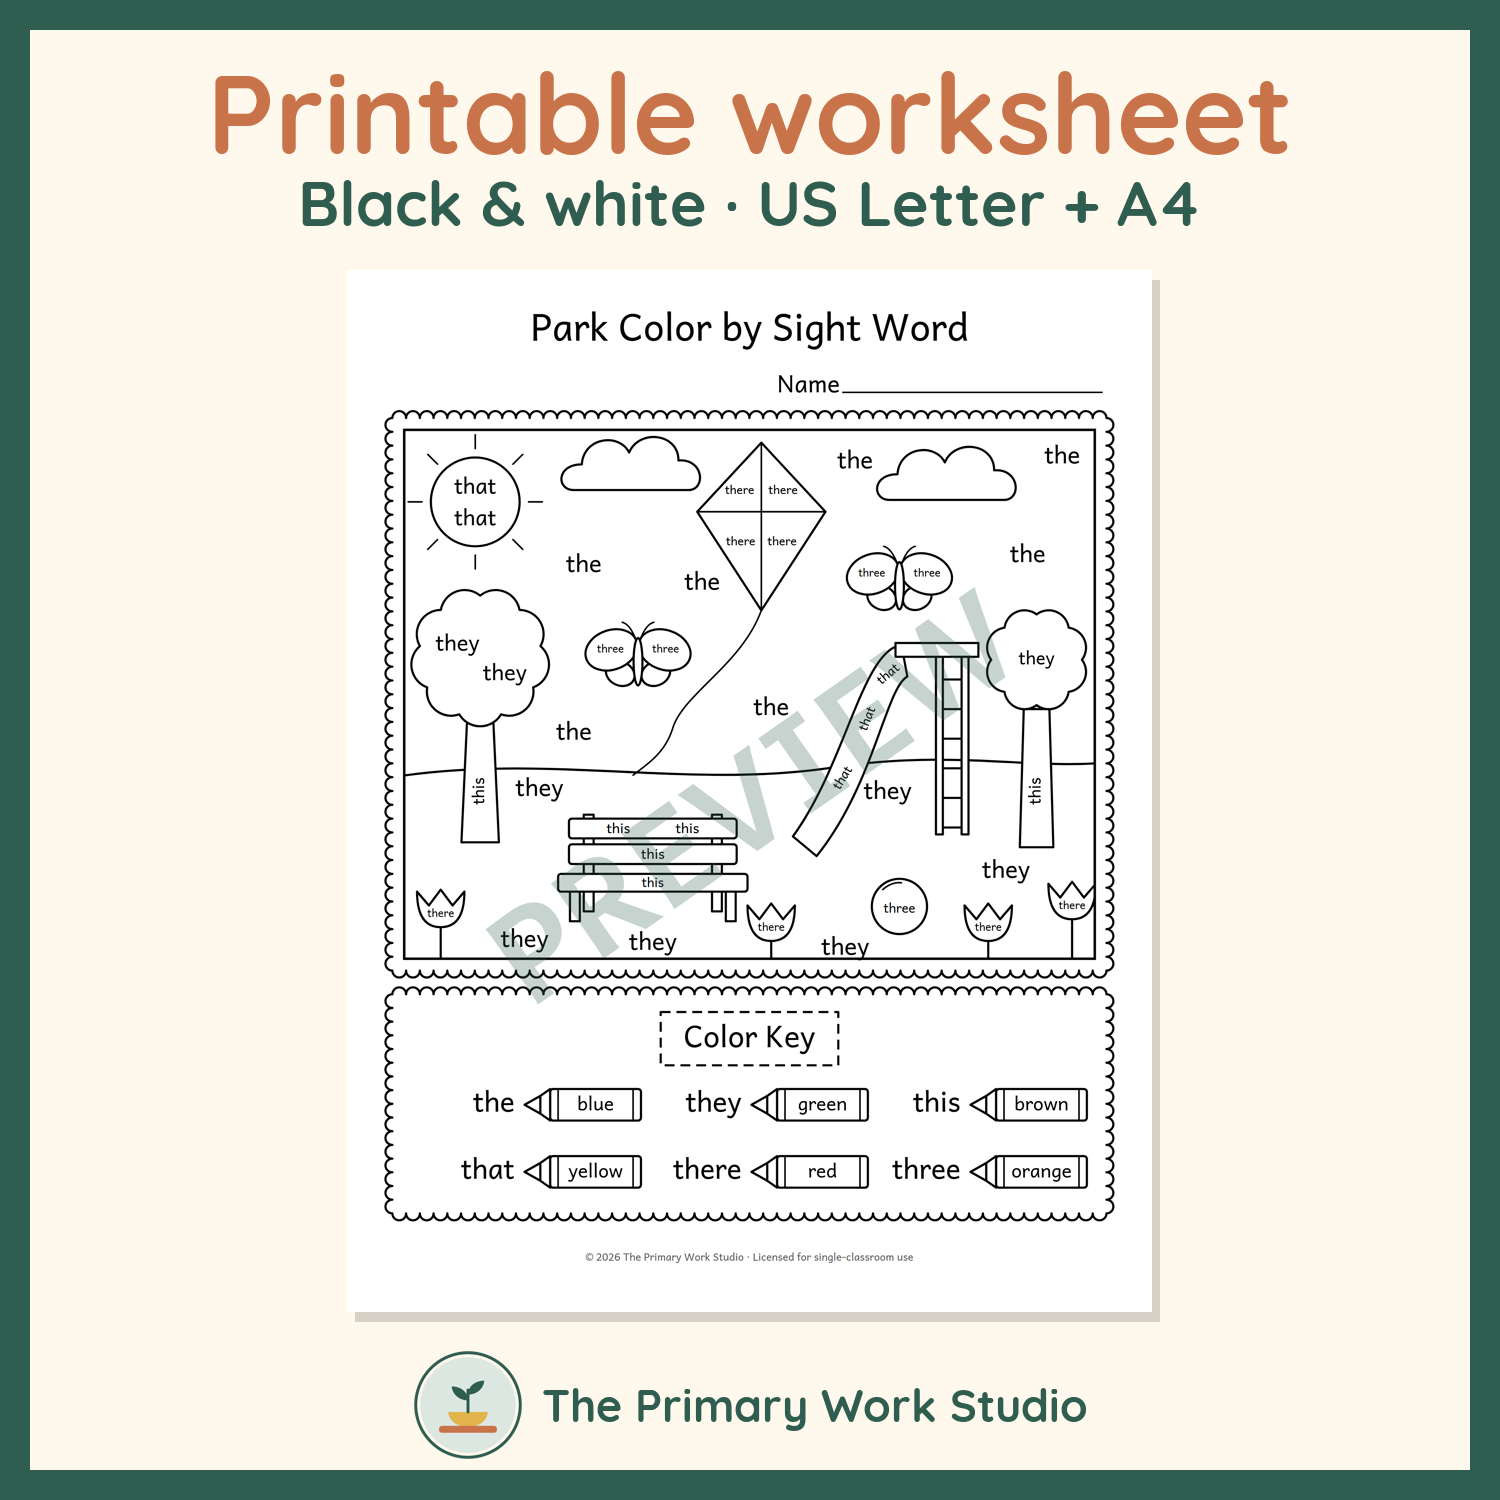 Printable worksheet
Black & white · US Letter + A4
Park Color by Sight Word
Name
that
that
there there
there there
the
the
the
the
the
three three
three three
they
they
they
the
the
that
that
that
this
this
they
they
this this
this
this
they
there
there
three
there
there
they
they
they
PREVIEW
Color Key
the blue
they green
this brown
that yellow
there red
three orange
© 2026 The Primary Work Studio · Licensed for single-classroom use
The Primary Work Studio